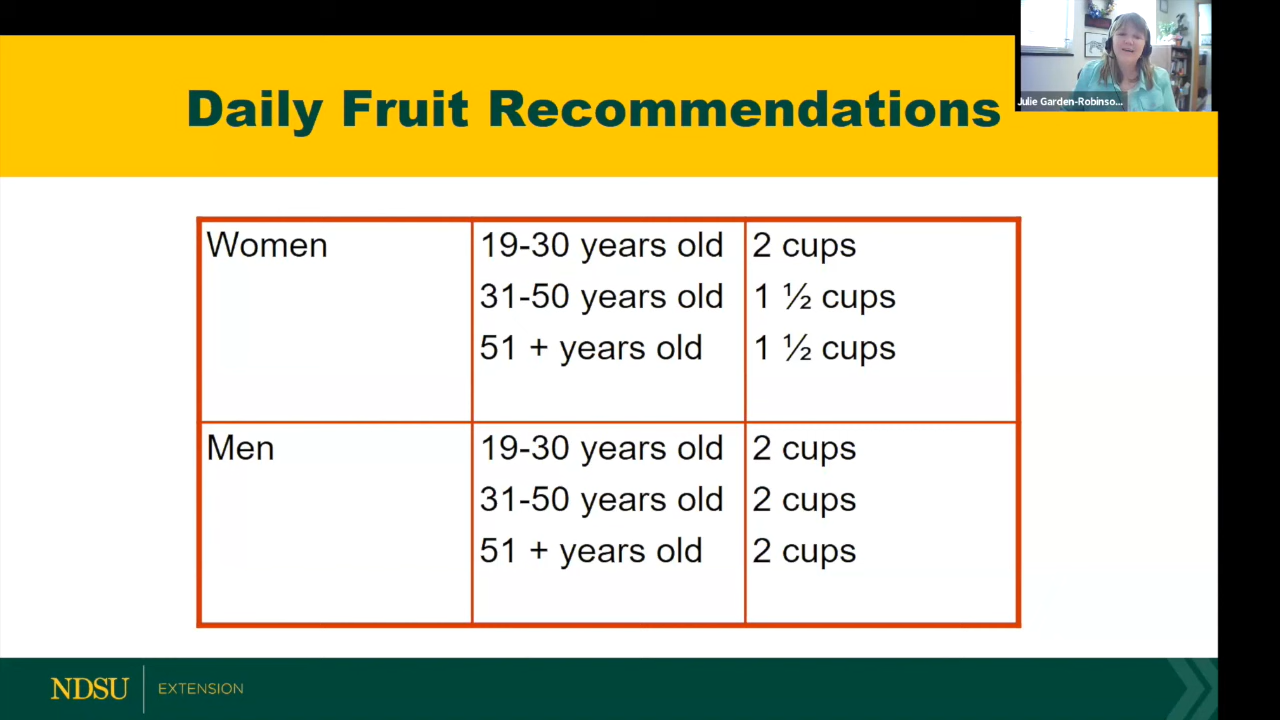 Daily Fruit Recommendations
Julie Garden-Robinso...
Women
19-30 years old
2 cups
31-50 years old
1 ½ cups
51 + years old
1 ½ cups
Men
19-30 years old
2 cups
31-50 years old
2 cups
51 + years old
2 cups
NDSU
EXTENSION